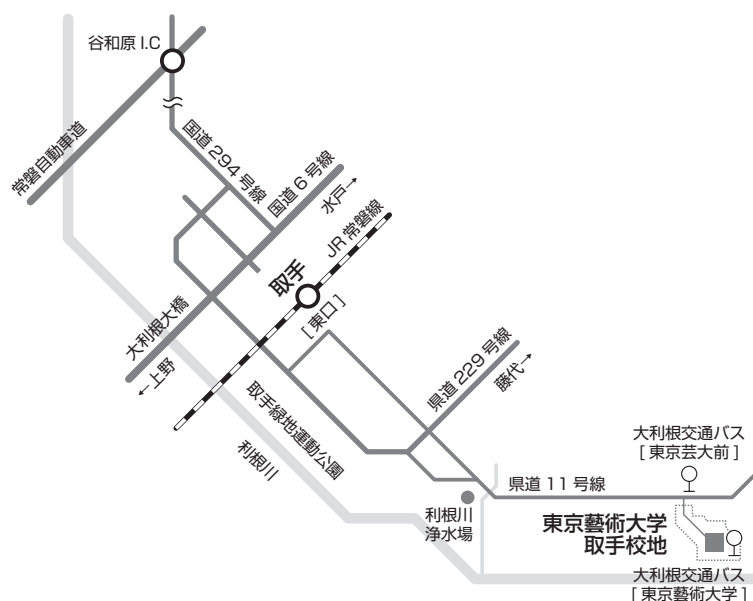 谷和原 I.C
常磐自動車道
国道 294 号線
国道 6 号線
水戸→
JR 常磐線
取手
[ 東口 ]
大利根大橋
←上野
取手緑地運動公園
利根川
県道 229 号線
藤代→
大利根交通バス
[ 東京芸大前 ]
県道 11 号線
利根川
浄水場
東京藝術大学
取手校地
大利根交通バス
[ 東京藝術大学 ]